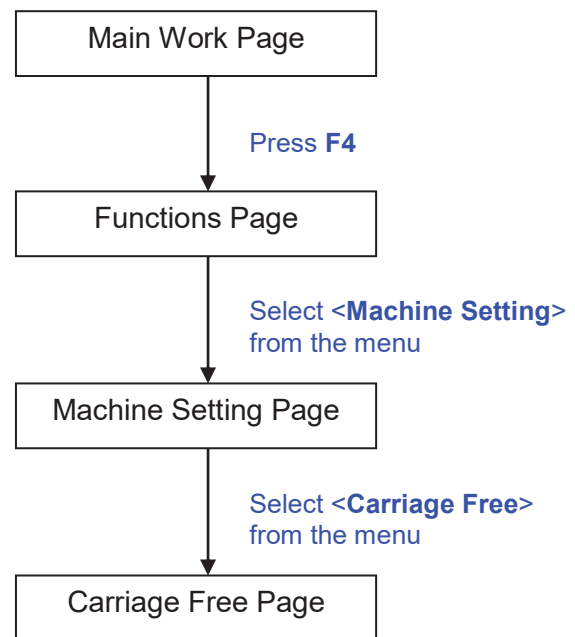 Main Work Page
Press F4
Functions Page
Select <Machine Setting>
from the menu
Machine Setting Page
Select <Carriage Free>
from the menu
Carriage Free Page